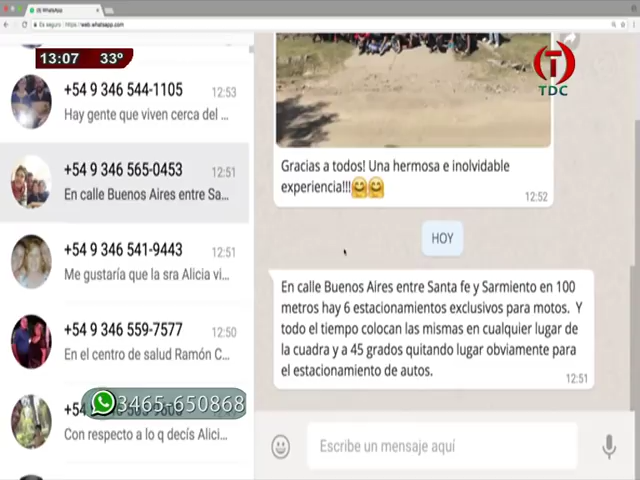 WhatsApp
Es seguro
https://web.whatsapp.com
13:07 33º
T
TDC
+54 9 346 544-1105
12:53
Hay gente que viven cerca del ...
+54 9 346 565-0453
12:51
En calle Buenos Aires entre Sa...
+54 9 346 541-9443
12:51
Me gustaría que la sra Alicia vi...
+54 9 346 559-7577
12:50
En el centro de salud Ramón C...
3465-650868
Con respecto a lo q decís Alici...
Gracias a todos! Una hermosa e inolvidable
experiencia!!!🤗🤗
12:52
HOY
En calle Buenos Aires entre Santa fe y Sarmiento en 100
metros hay 6 estacionamientos exclusivos para motos. Y
todo el tiempo colocan las mismas en cualquier lugar de
la cuadra y a 45 grados quitando lugar obviamente para
el estacionamiento de autos.
12:51
Escribe un mensaje aquí